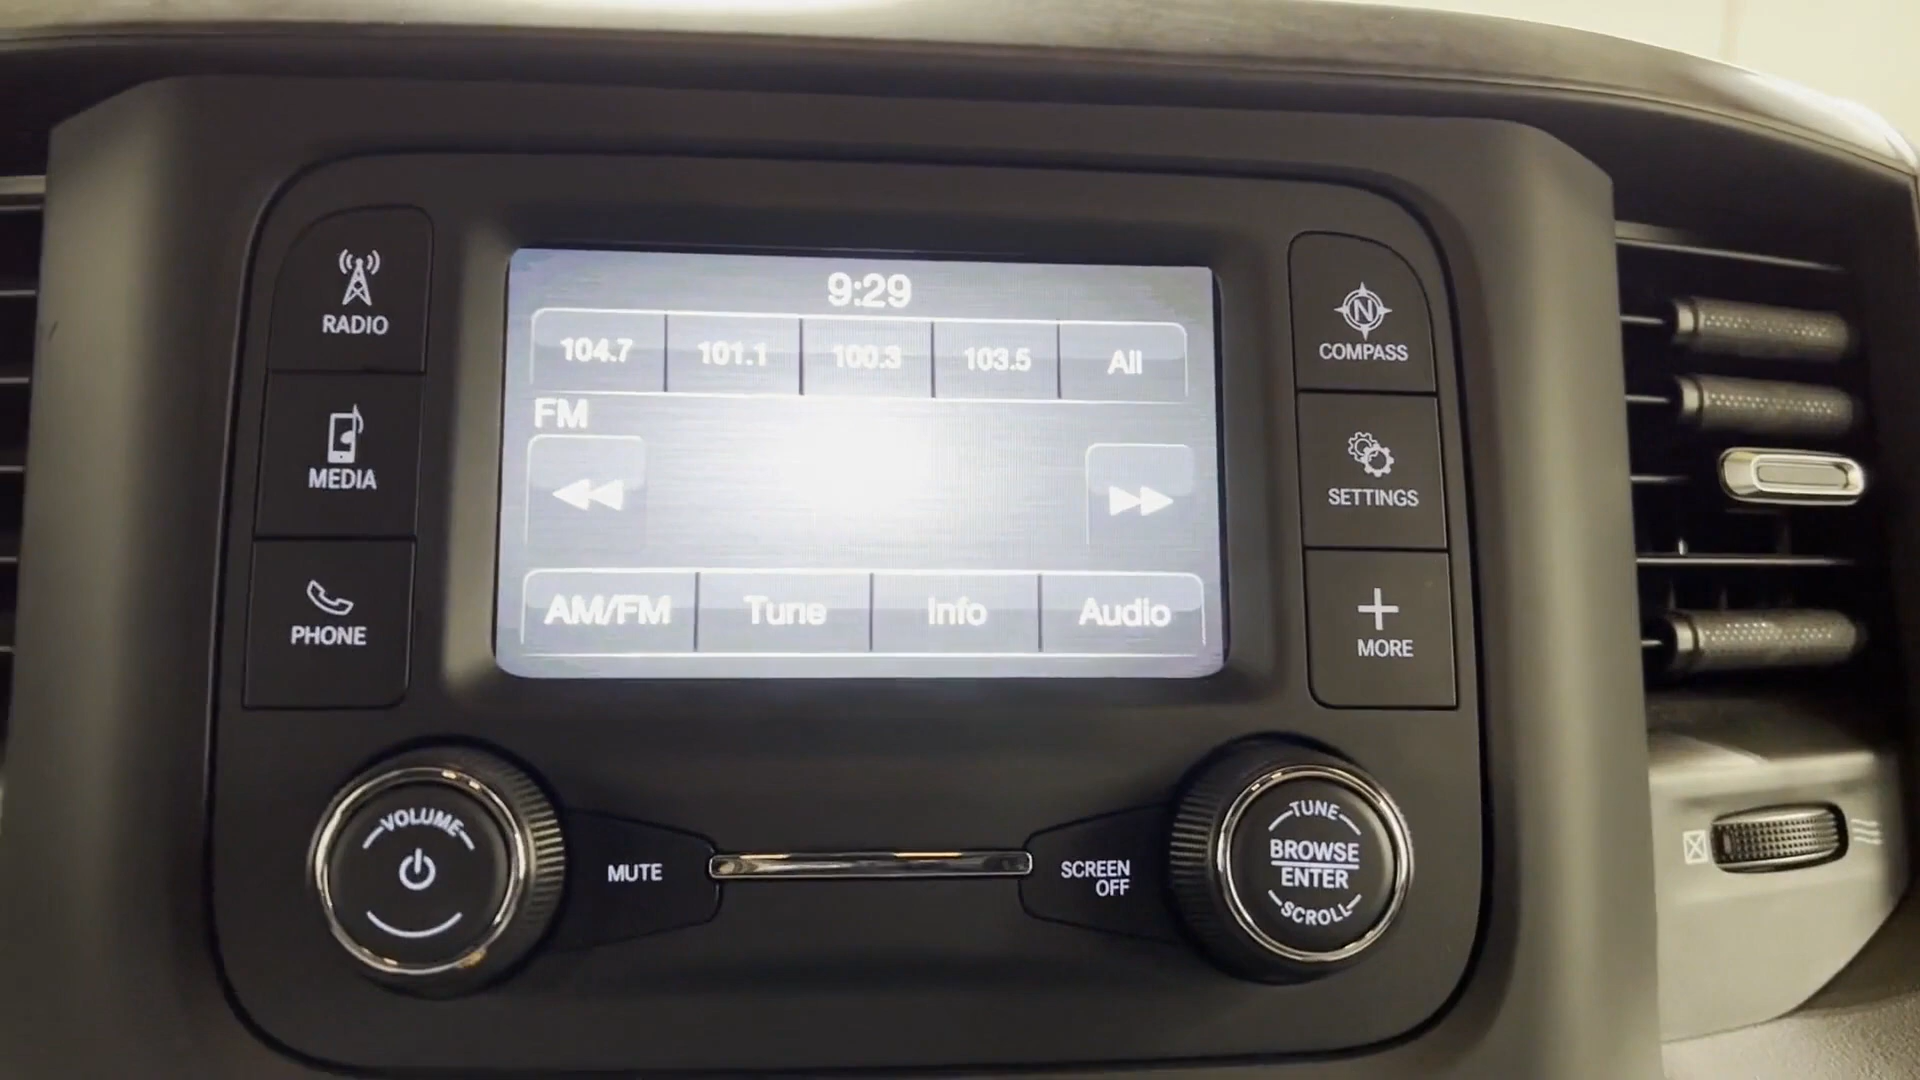 RADIO
MEDIA
PHONE
9:29
104.7 101.1 100.3 103.5 All
FM
AM/FM Tune Info Audio
N
COMPASS
SETTINGS
MORE
VOLUME
MUTE
SCREEN
OFF
TUNE
BROWSE
ENTER
SCROLL